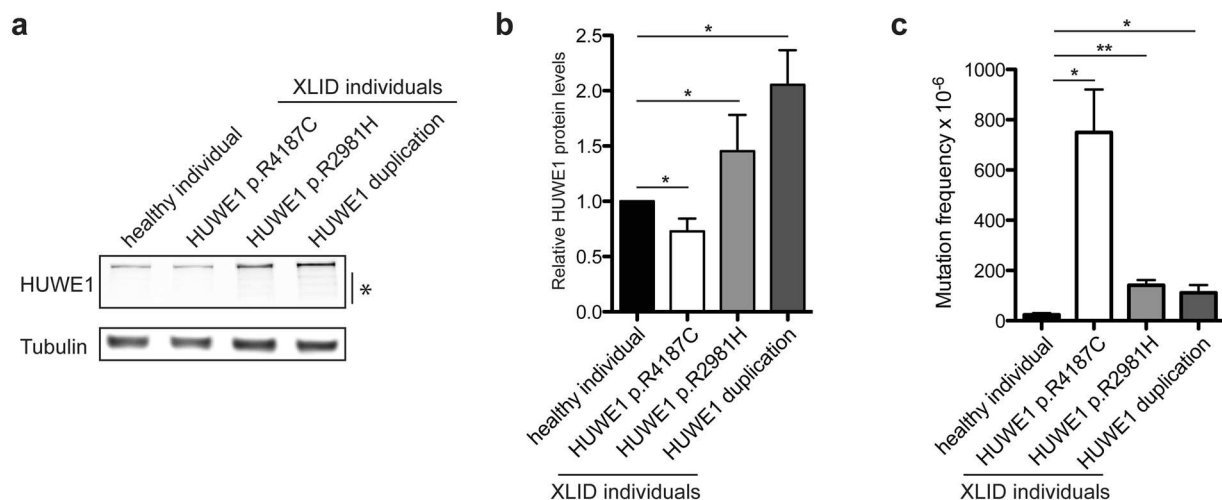 a
XLID individuals
healthy individual
HUWE1 p.R4187C
HUWE1 p.R2981H
HUWE1 duplication
HUWE1
*
Tubulin
b
Relative HUWE1 protein levels
2.5
2.0
1.5
1.0
0.5
0.0
*
*
*
healthy individual
HUWE1 p.R4187C
HUWE1 p.R2981H
HUWE1 duplication
XLID individuals
c
Mutation frequency x 10-6
1000
800
600
400
200
0
*
**
*
healthy individual
HUWE1 p.R4187C
HUWE1 p.R2981H
HUWE1 duplication
XLID individuals